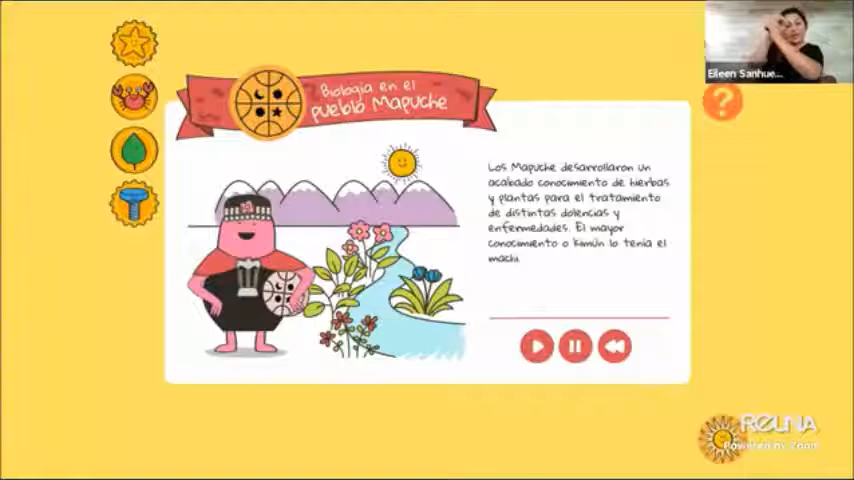 Eileen Sanhue...
Biología en el
pueblo Mapuche
?
Los Mapuche desarrollaron un
acabado conocimiento de hierbas
y plantas para el tratamiento
de distintas dolencias y
enfermedades. El mayor
conocimiento o kimün lo tenía el
machi.
REUNA
Powered by Zoom